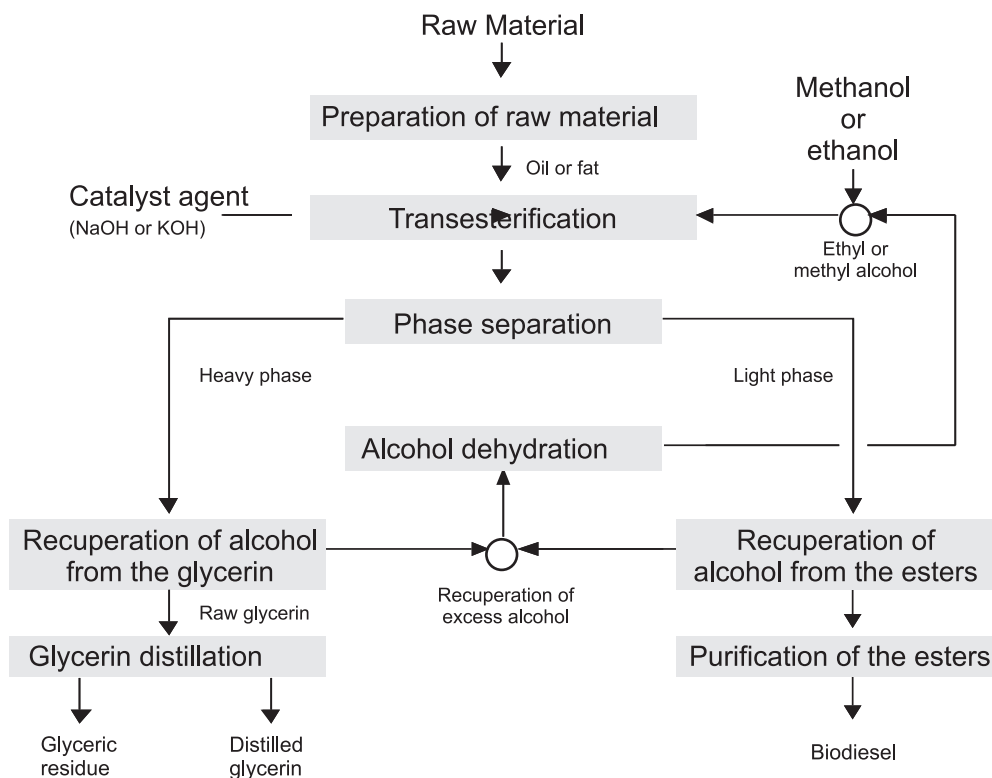 Raw Material
Preparation of raw material
Methanol
or
ethanol
Oil or fat
Catalyst agent
(NaOH or KOH)
Transesterification
Ethyl or
methyl alcohol
Phase separation
Heavy phase
Light phase
Alcohol dehydration
Recuperation of alcohol
from the glycerin
Recuperation of
excess alcohol
Recuperation of
alcohol from the esters
Raw glycerin
Glycerin distillation
Purification of the esters
Glyceric
residue
Distilled
glycerin
Biodiesel